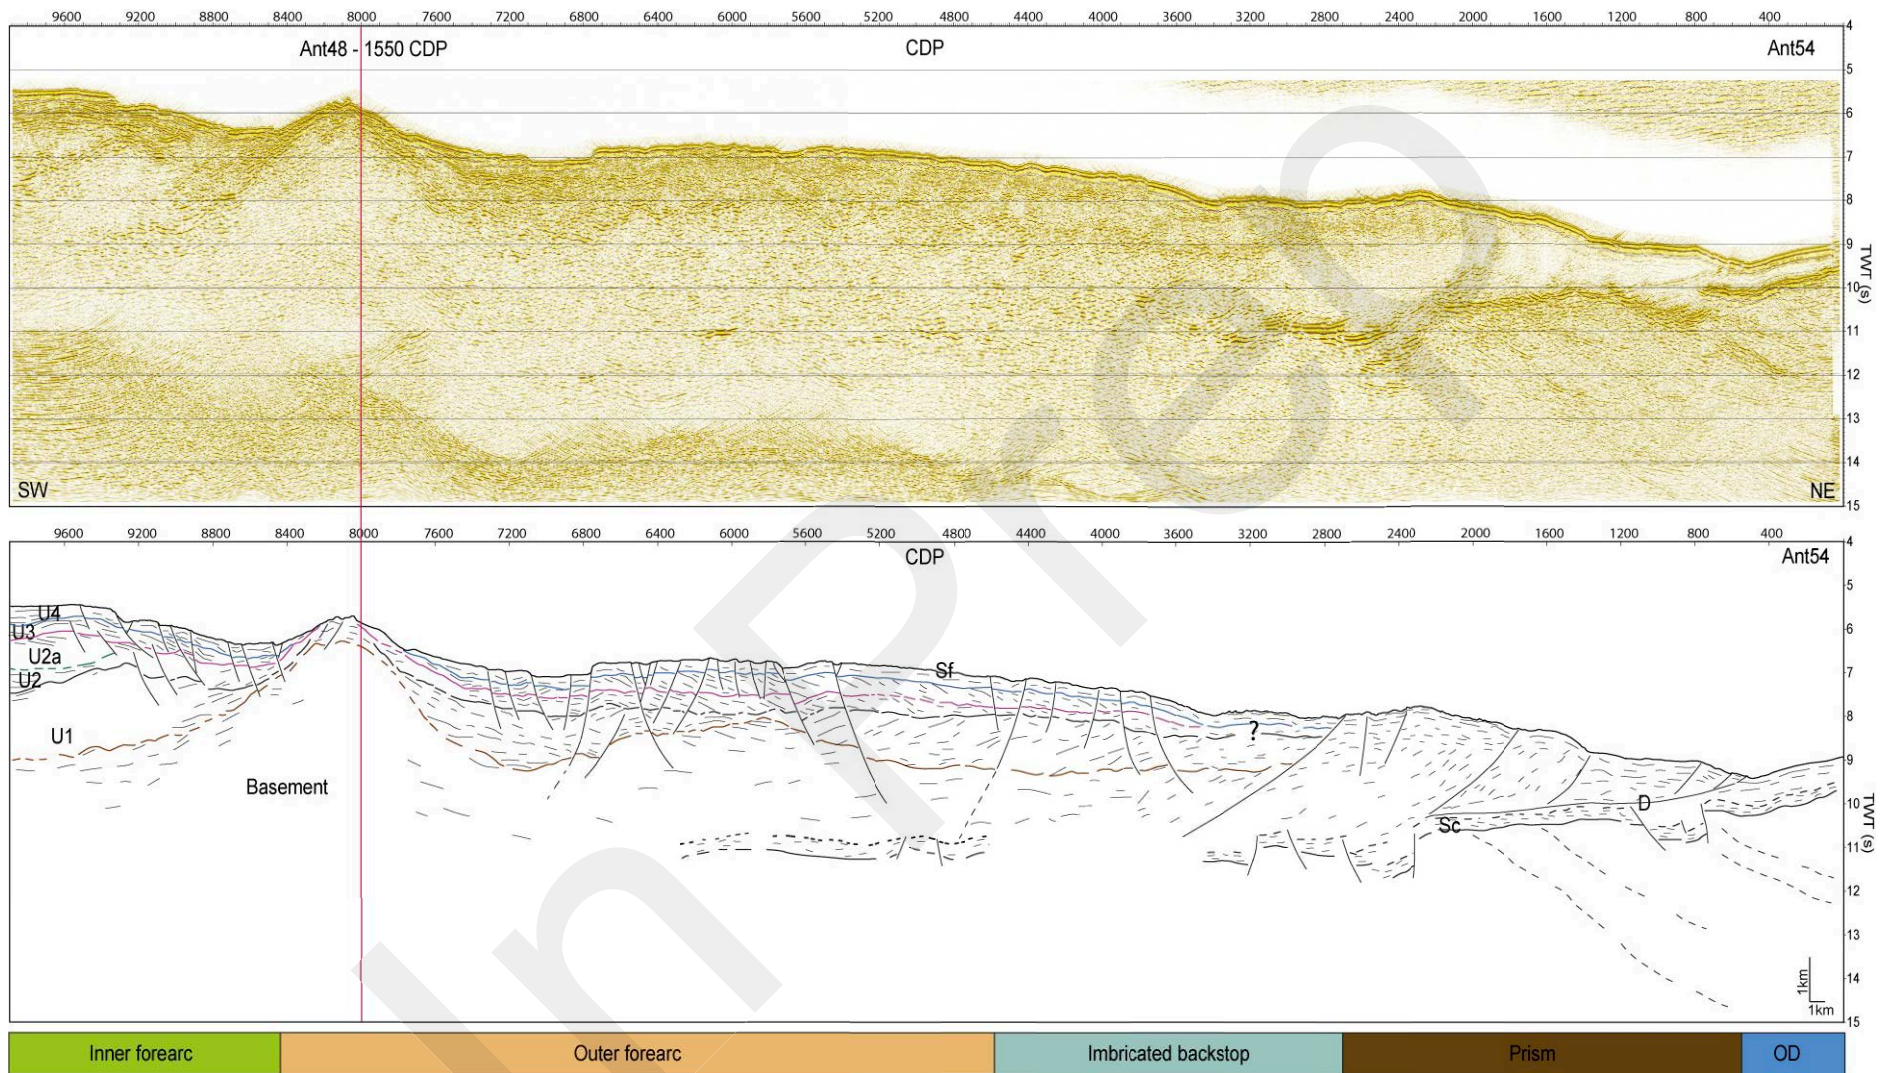 9600 9200 8800 8400 8000 7600 7200 6800 6400 6000 5600 5200 4800 4400 4000 3600 3200 2800 2400 2000 1600 1200 800 400
4
Ant48 - 1550 CDP CDP Ant54
5
6
7
8
9
TWT (s)
10
11
12
13
14
SW NE
15
9600 9200 8800 8400 8000 7600 7200 6800 6400 6000 5600 5200 4800 4400 4000 3600 3200 2800 2400 2000 1600 1200 800 400
4
CDP Ant54
5
U4
U3
6
U2a
Sf
7
U2
8
U1
?
9
Basement
D
10
TWT (s)
Sc
11
12
13
14
1km
1km
15
Inner forearc Outer forearc Imbricated backstop Prism OD
In Prep